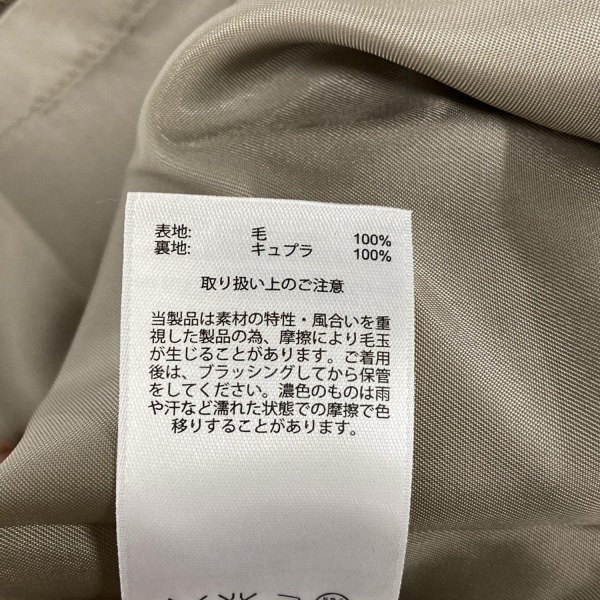 表地: 毛 100%
裏地: キュプラ 100%
取り扱い上のご注意
当製品は素材の特性・風合いを重
視した製品の為、摩擦により毛玉
が生じることがあります。ご着用
後は、ブラッシングしてから保管
をしてください。濃色のものは雨
や汗など濡れた状態での摩擦で色
移りすることがあります。